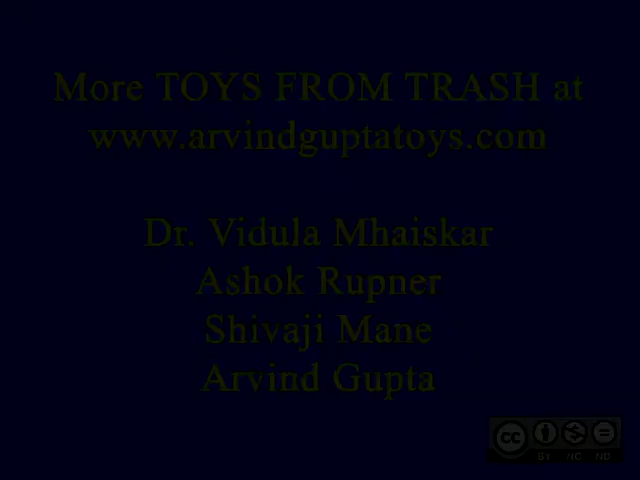 More TOYS FROM TRASH at
www.arvindguptatoys.com
Dr. Vidula Mhaiskar
Ashok Rupner
Shivaji Mane
Arvind Gupta
cc
BY NC ND